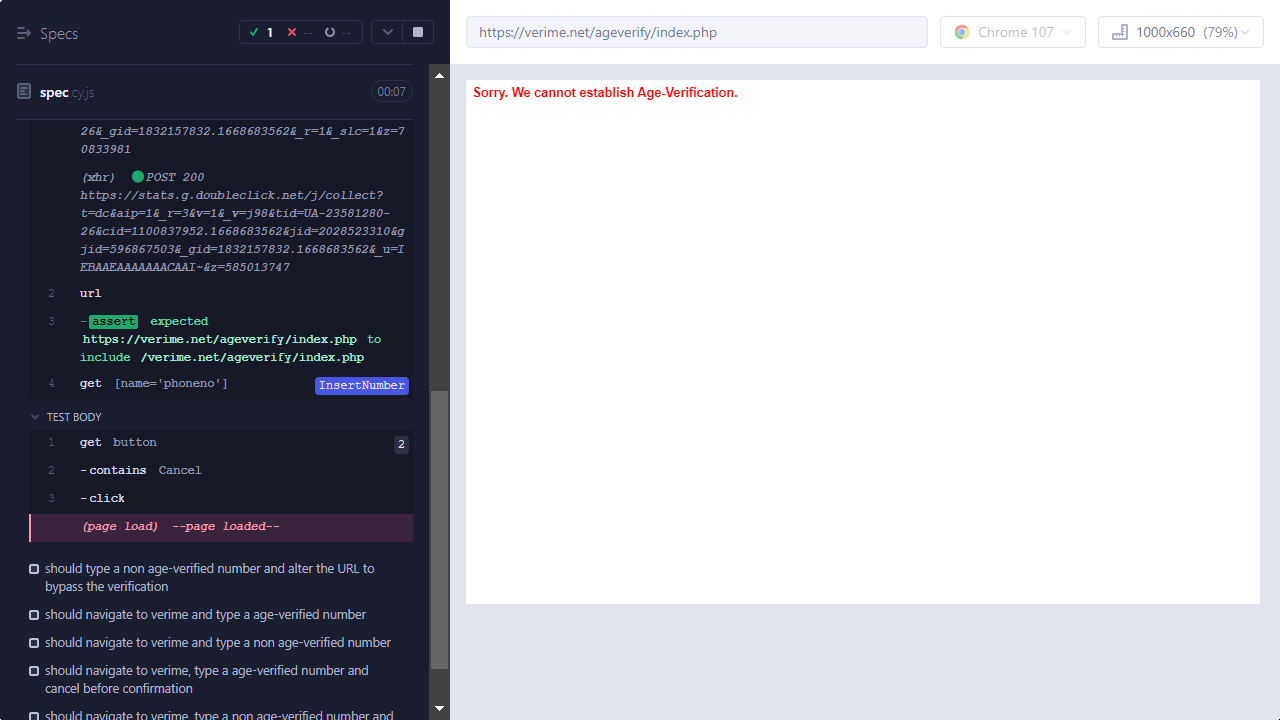 Specs
1
--
--
https://verime.net/ageverify/index.php
Chrome 107
1000x660 (79%)
spec.cy.js
00:07
Sorry. We cannot establish Age-Verification.
26&_gid=1832157832.1668683562&_r=1&_slc=1&z=7
0833981
(xhr) POST 200
https://stats.g.doubleclick.net/j/collect?
t=dc&aip=1&_r=3&v=1&_v=j98&tid=UA-23581280-
26&cid=1100837952.1668683562&jid=2028523310&g
jid=596867503&_gid=1832157832.1668683562&_u=I
EBAAEAAAAAAACAAI~&z=585013747
2 url
3 -assert expected
https://verime.net/ageverify/index.php to
include /verime.net/ageverify/index.php
4 get [name='phoneno'] InsertNumber
TEST BODY
1 get button 2
2 -contains Cancel
3 -click
(page load) --page loaded--
should type a non age-verified number and alter the URL to
bypass the verification
should navigate to verime and type a age-verified number
should navigate to verime and type a non age-verified number
should navigate to verime, type a age-verified number and
cancel before confirmation
should navigate to verime, type a non age-verified number and